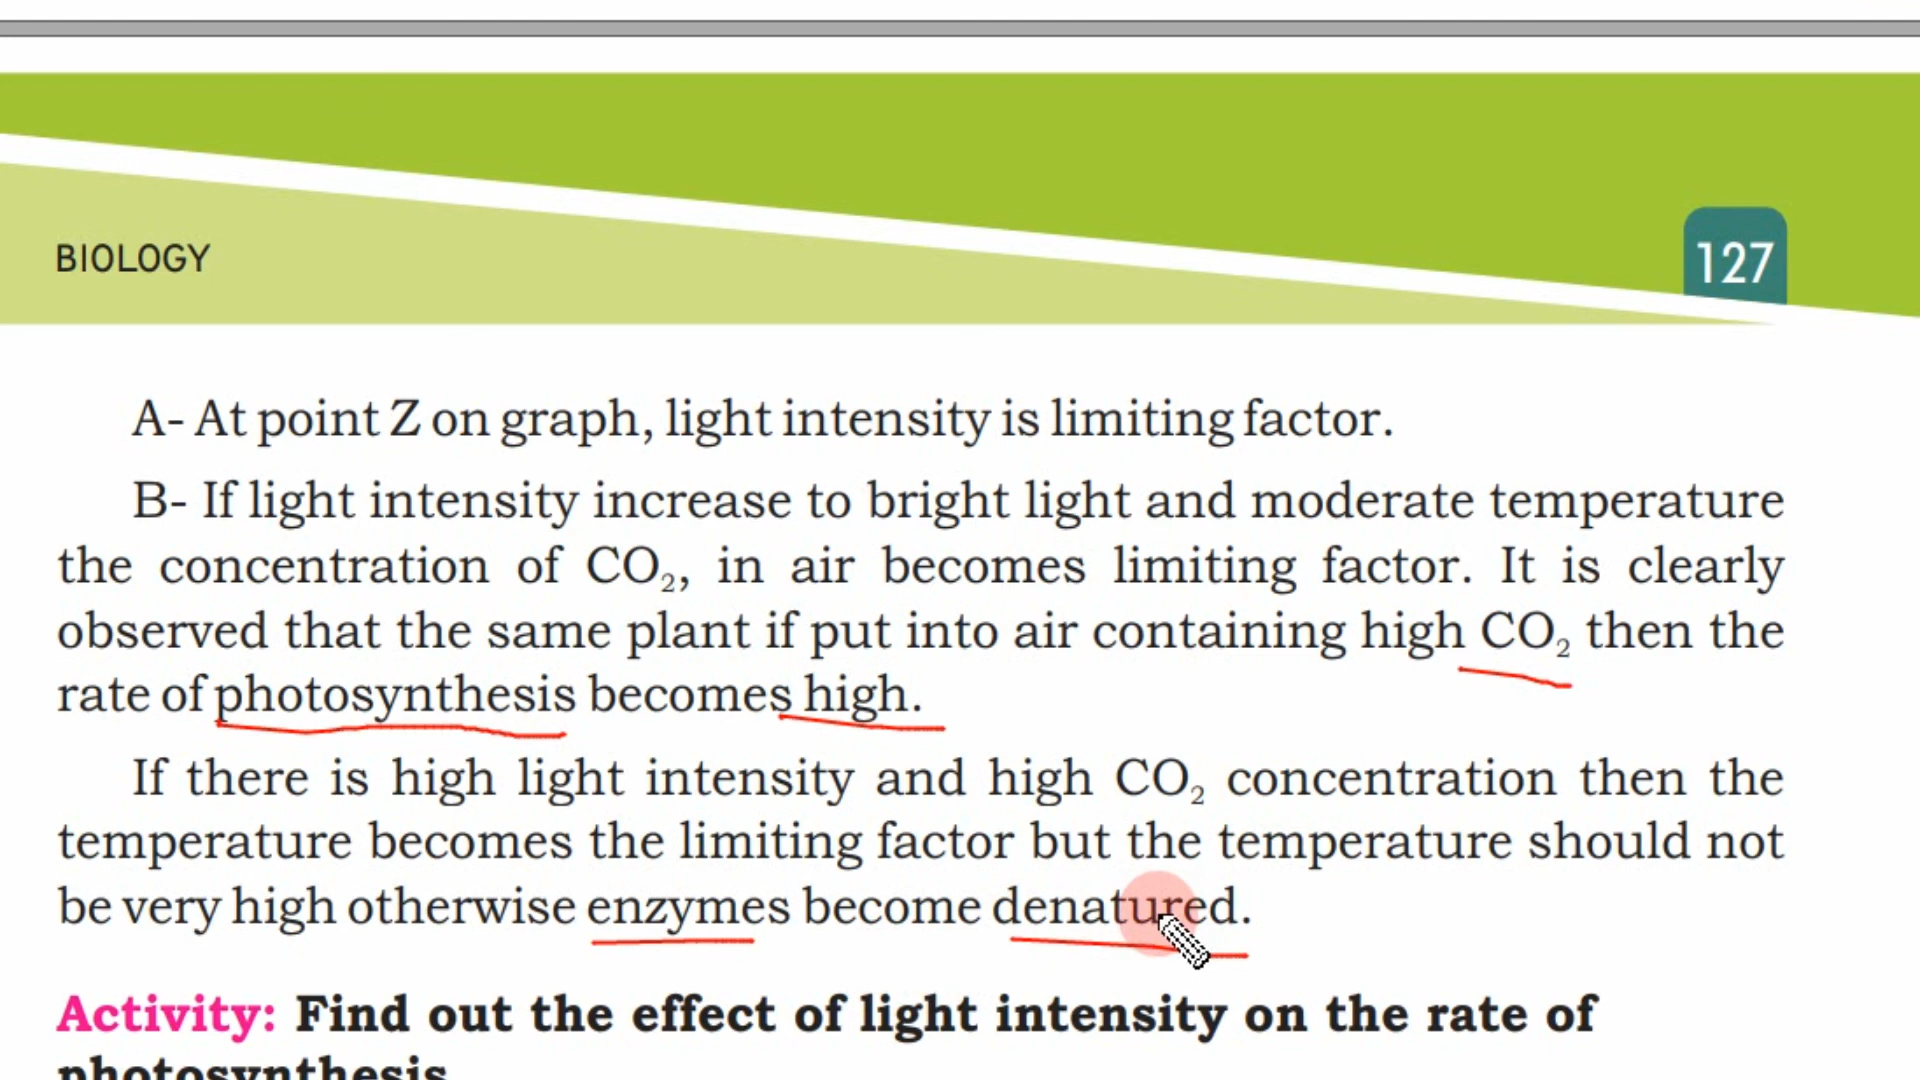 BIOLOGY
127
A- At point Z on graph, light intensity is limiting factor.
B- If light intensity increase to bright light and moderate temperature
the concentration of CO₂, in air becomes limiting factor. It is clearly
observed that the same plant if put into air containing high CO₂ then the
rate of photosynthesis becomes high.
If there is high light intensity and high CO₂ concentration then the
temperature becomes the limiting factor but the temperature should not
be very high otherwise enzymes become denatured.
Activity: Find out the effect of light intensity on the rate of
photosynthesis